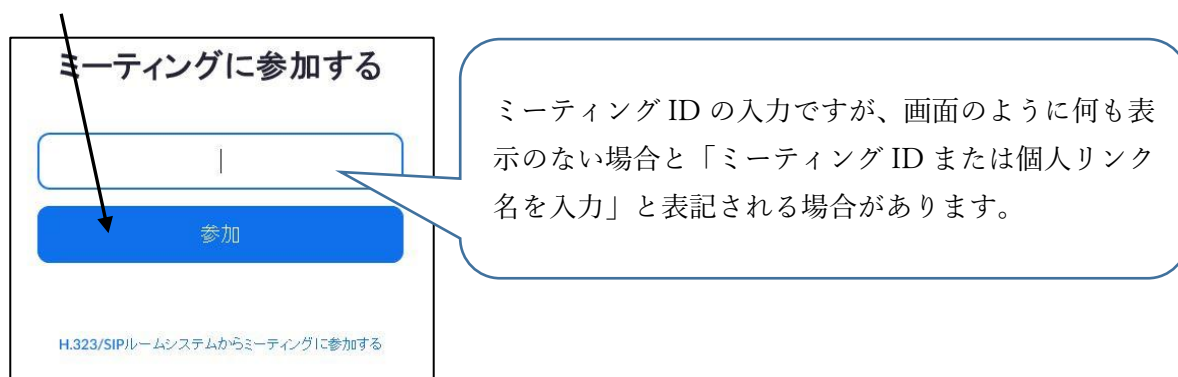 ミーティングに参加する
ミーティング ID の入力ですが、画面のように何も表
示のない場合と「ミーティング ID または個人リンク
名を入力」と表記される場合があります。
参加
H.323/SIPルームシステムからミーティングに参加する